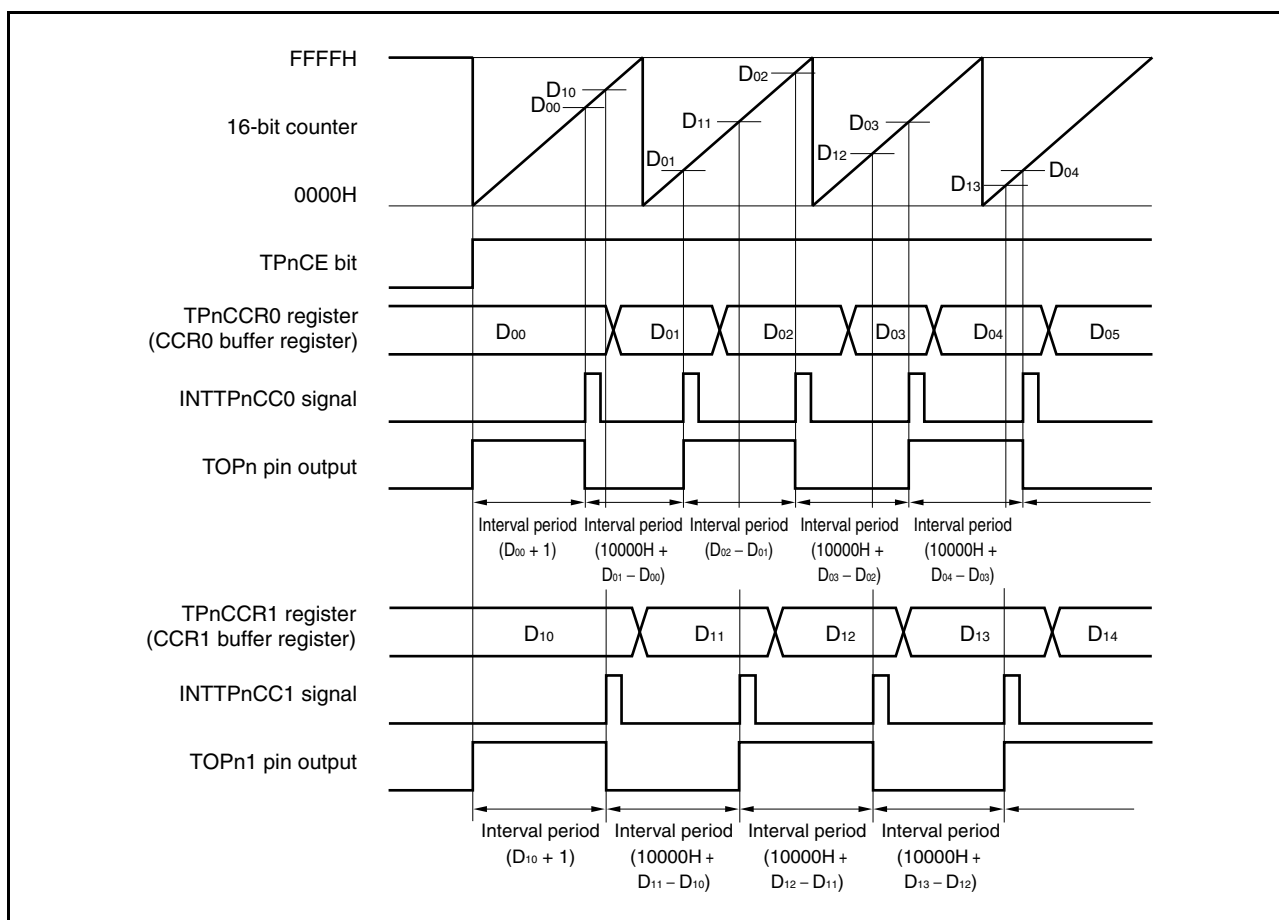 FFFFH
16-bit counter
0000H
D10
D00
D01
D11
D02
D12
D03
D13
D04
TPnCE bit
TPnCCR0 register
(CCR0 buffer register)
D00
D01
D02
D03
D04
D05
INTTPnCC0 signal
TOPn pin output
Interval period
(D00 + 1)
Interval period
(10000H +
D01 – D00)
Interval period
(D02 – D01)
Interval period
(10000H +
D03 – D02)
Interval period
(10000H +
D04 – D03)
TPnCCR1 register
(CCR1 buffer register)
D10
D11
D12
D13
D14
INTTPnCC1 signal
TOPn1 pin output
Interval period
(D10 + 1)
Interval period
(10000H +
D11 – D10)
Interval period
(10000H +
D12 – D11)
Interval period
(10000H +
D13 – D12)